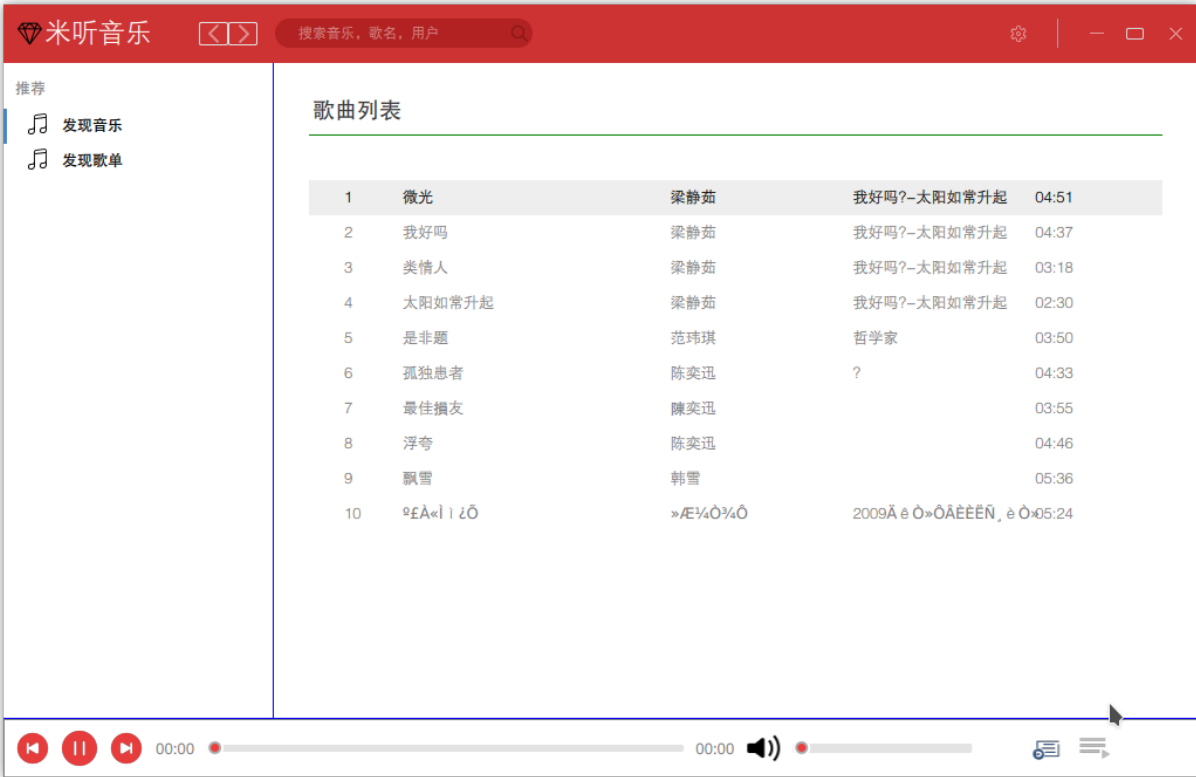 米听音乐 搜索音乐，歌名，用户
推荐
发现音乐
发现歌单
歌曲列表
1 微光 梁静茹 我好吗?-太阳如常升起 04:51
2 我好吗 梁静茹 我好吗?-太阳如常升起 04:37
3 类情人 梁静茹 我好吗?-太阳如常升起 03:18
4 太阳如常升起 梁静茹 我好吗?-太阳如常升起 02:30
5 是非题 范玮琪 哲学家 03:50
6 孤独患者 陈奕迅 ? 04:33
7 最佳損友 陳奕迅 03:55
8 浮夸 陈奕迅 04:46
9 飘雪 韩雪 05:36
10 º£À«Ì ì ¿Õ »Æ¼Ò¾Ô 2009Ä ê Ò»ÔÂÈÈËÑ¸ è Ò»05:24
00:00 00:00